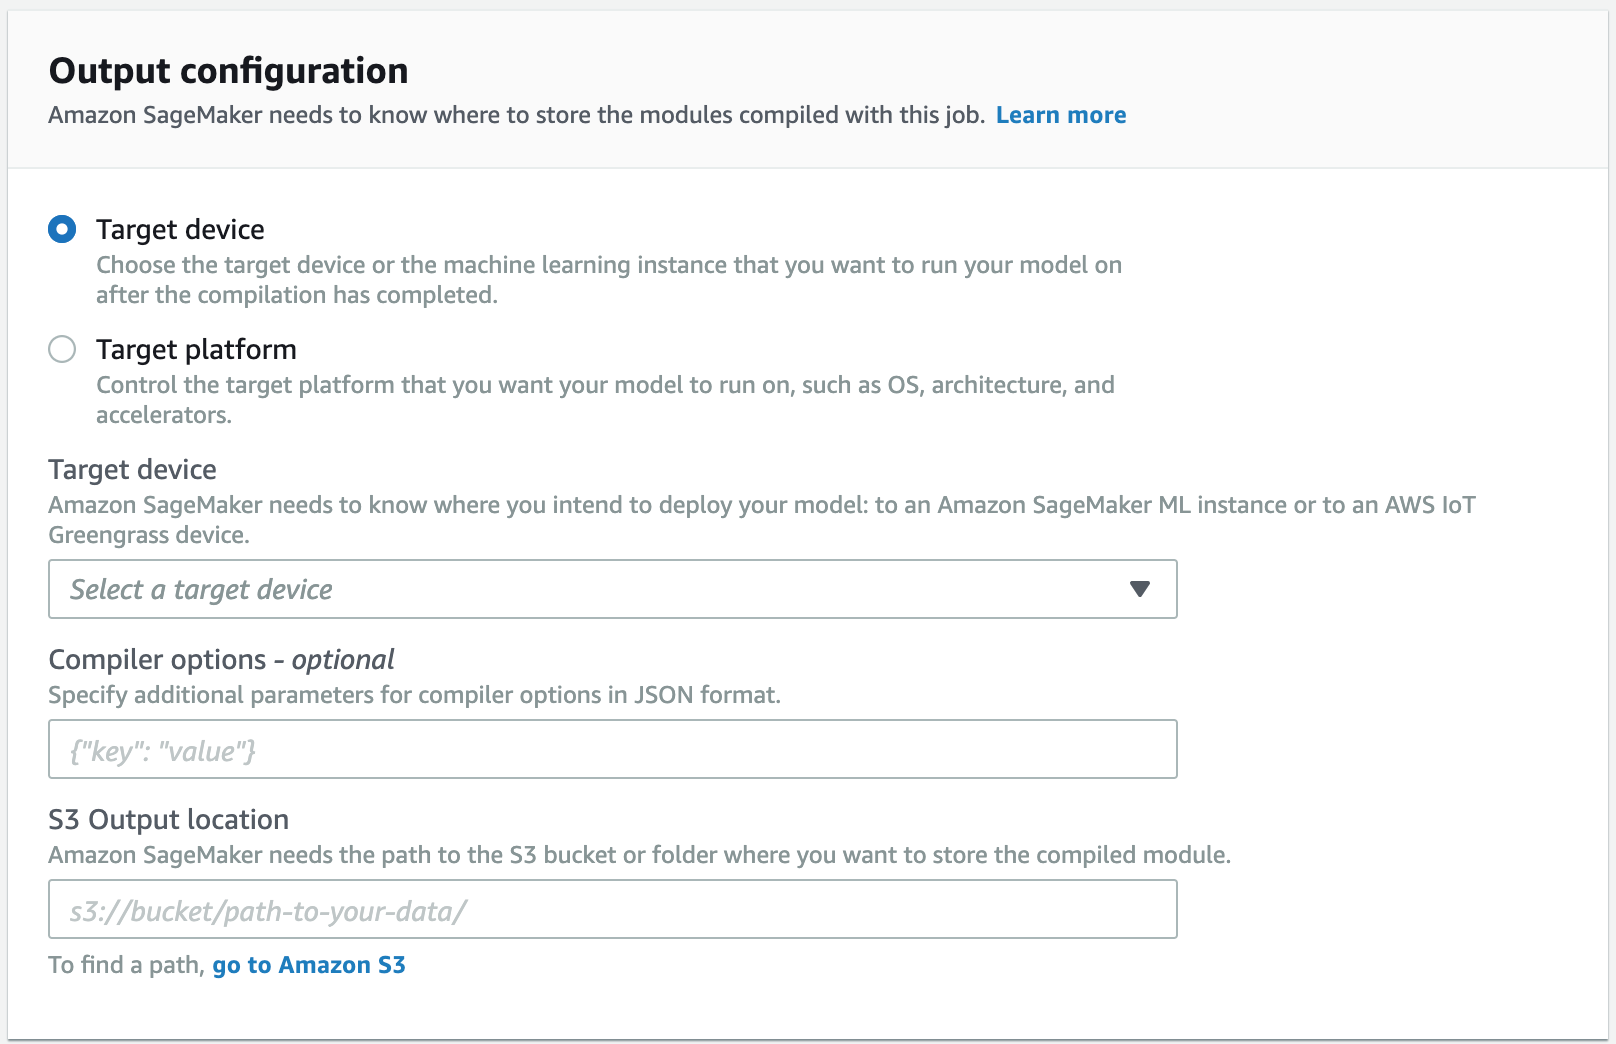 Output configuration
Amazon SageMaker needs to know where to store the modules compiled with this job. Learn more
Target device
Choose the target device or the machine learning instance that you want to run your model on
after the compilation has completed.
Target platform
Control the target platform that you want your model to run on, such as OS, architecture, and
accelerators.
Target device
Amazon SageMaker needs to know where you intend to deploy your model: to an Amazon SageMaker ML instance or to an AWS IoT
Greengrass device.
Select a target device
Compiler options - optional
Specify additional parameters for compiler options in JSON format.
{"key": "value"}
S3 Output location
Amazon SageMaker needs the path to the S3 bucket or folder where you want to store the compiled module.
s3://bucket/path-to-your-data/
To find a path, go to Amazon S3